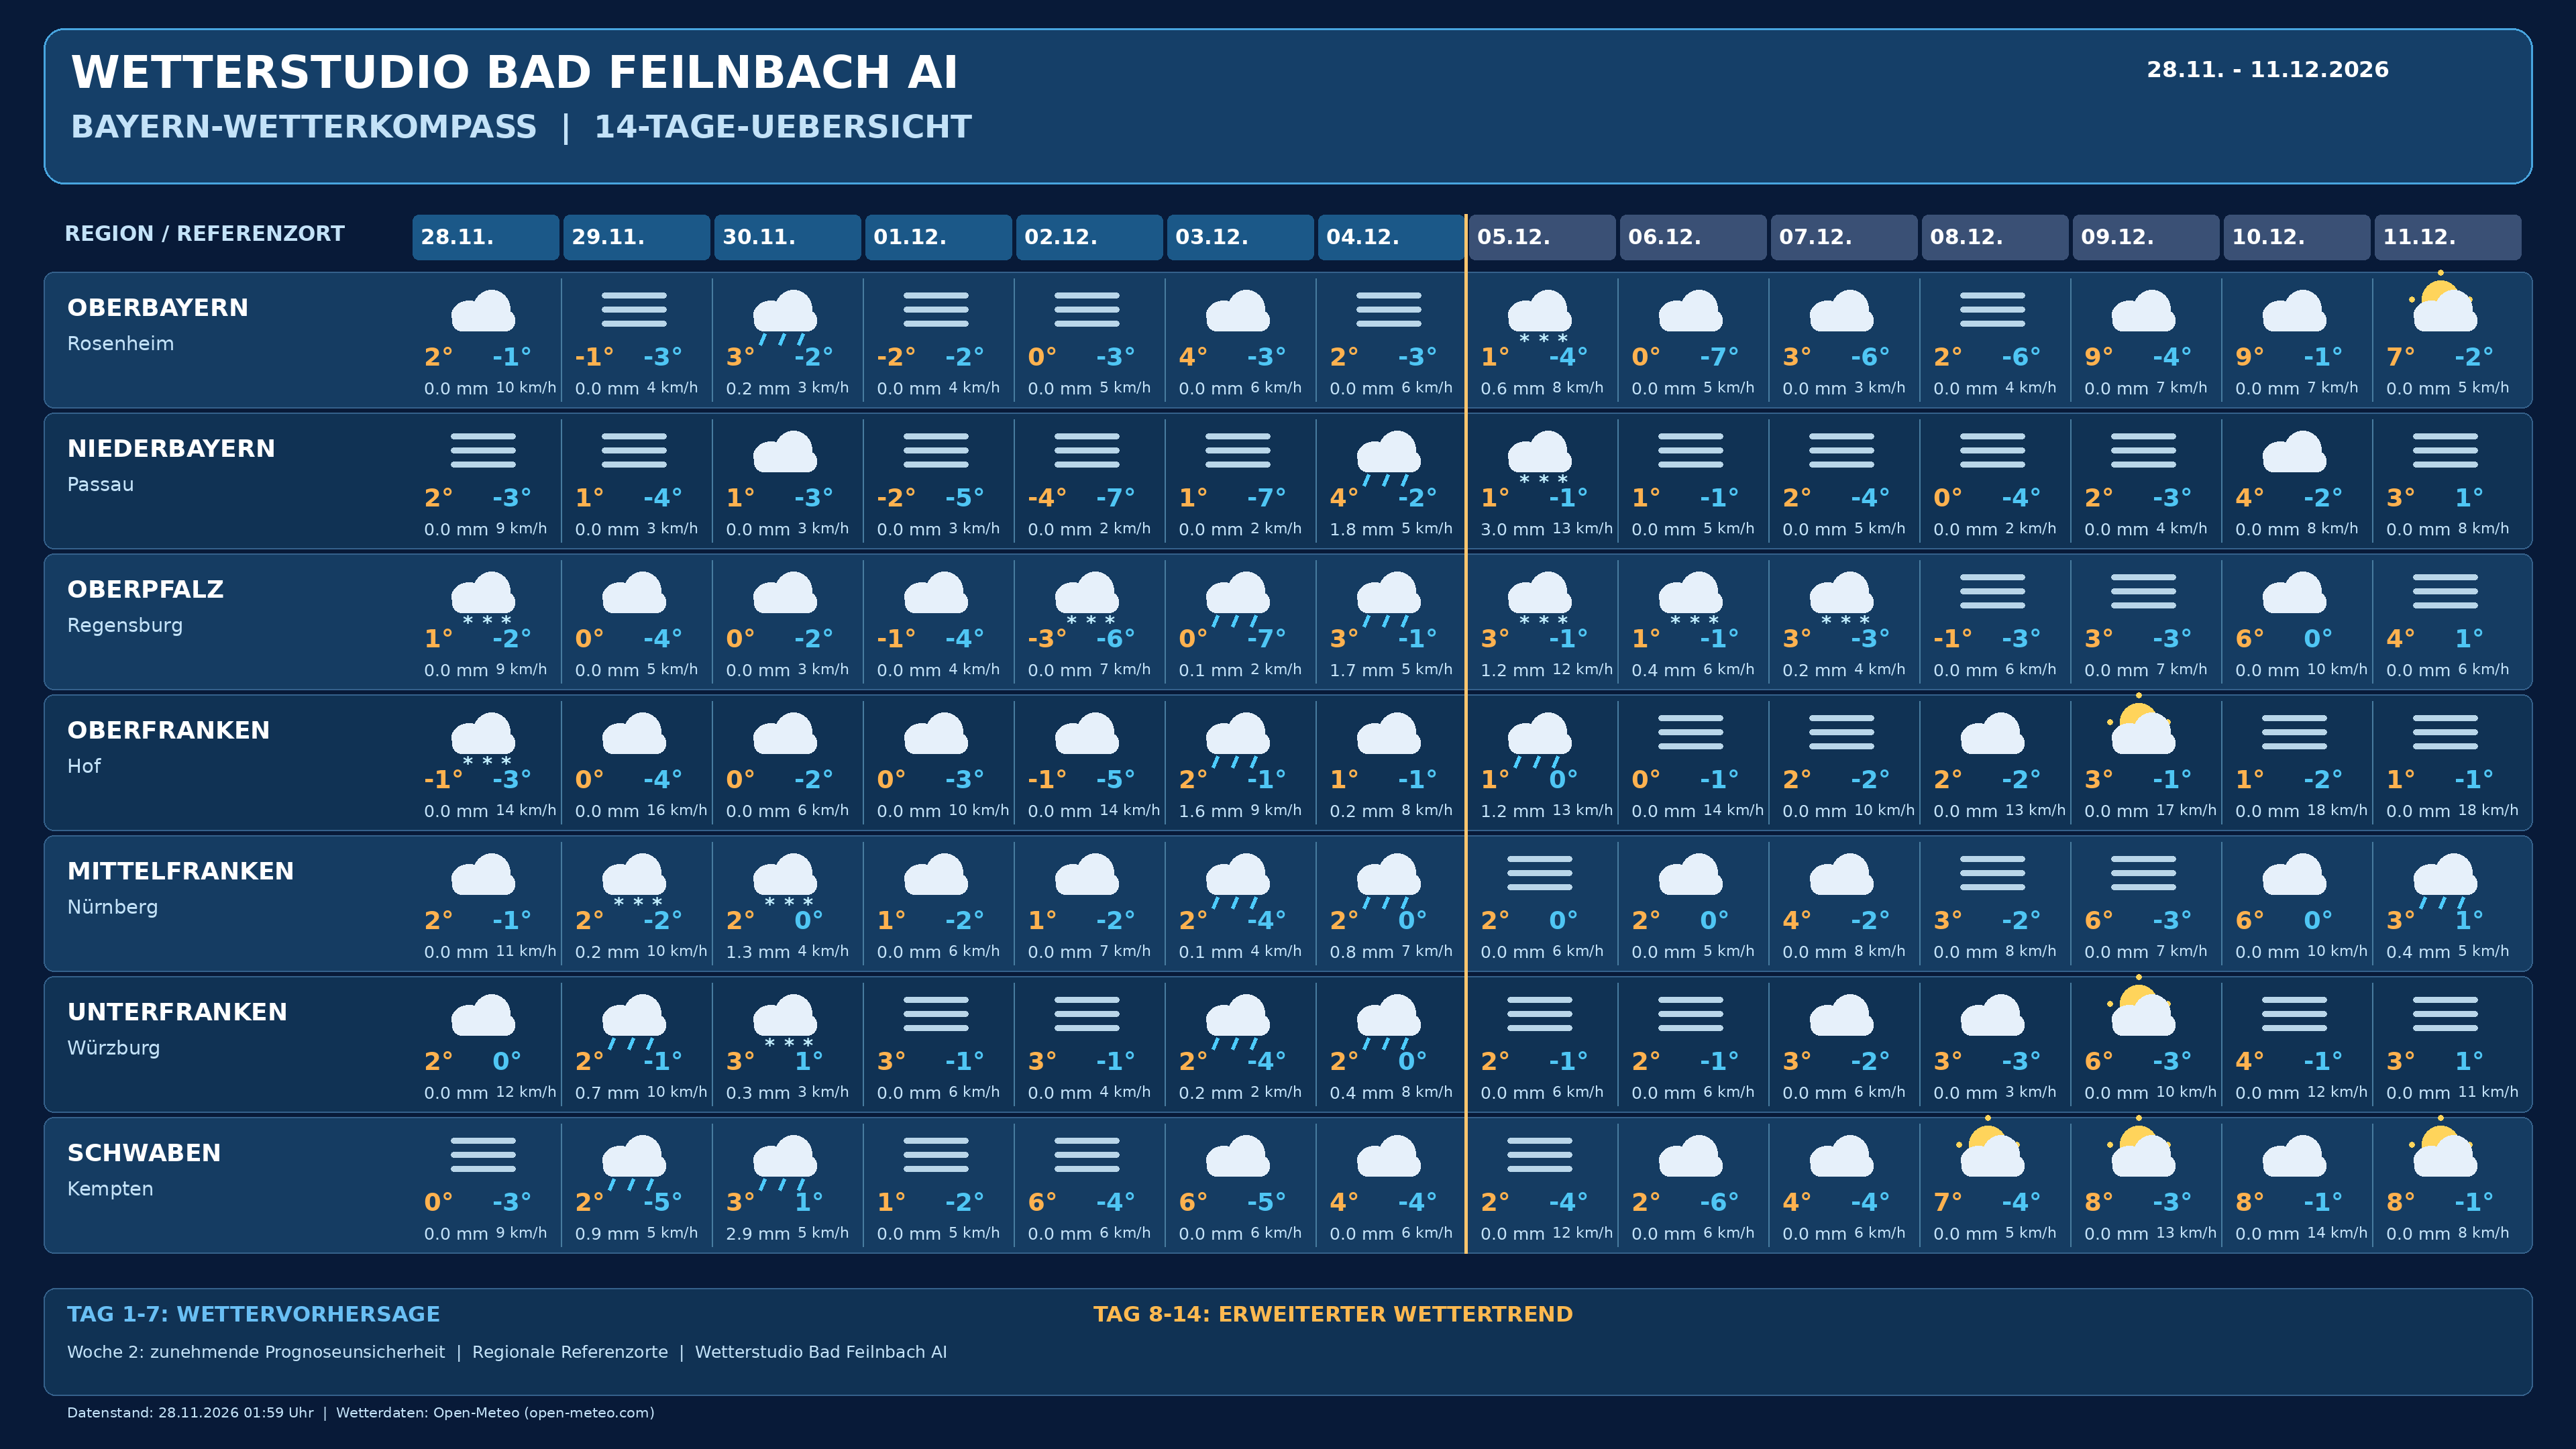 WETTERSTUDIO BAD FEILNBACH AI
28.11. - 11.12.2026
BAYERN-WETTERKOMPASS | 14-TAGE-UEBERSICHT
REGION / REFERENZORT 28.11. 29.11. 30.11. 01.12. 02.12. 03.12. 04.12. 05.12. 06.12. 07.12. 08.12. 09.12. 10.12. 11.12.
OBERBAYERN
Rosenheim
2° -1° -1° -3° 3° -2° -2° -2° 0° -3° 4° -3° 2° -3° 1° -4° 0° -7° 3° -6° 2° -6° 9° -4° 9° -1° 7° -2°
0.0 mm 10 km/h 0.0 mm 4 km/h 0.2 mm 3 km/h 0.0 mm 4 km/h 0.0 mm 5 km/h 0.0 mm 6 km/h 0.0 mm 6 km/h 0.6 mm 8 km/h 0.0 mm 5 km/h 0.0 mm 3 km/h 0.0 mm 4 km/h 0.0 mm 7 km/h 0.0 mm 7 km/h 0.0 mm 5 km/h
NIEDERBAYERN
Passau
2° -3° 1° -4° 1° -3° -2° -5° -4° -7° 1° -7° 4° -2° 1° -1° 1° -1° 2° -4° 0° -4° 2° -3° 4° -2° 3° 1°
0.0 mm 9 km/h 0.0 mm 3 km/h 0.0 mm 3 km/h 0.0 mm 3 km/h 0.0 mm 2 km/h 0.0 mm 2 km/h 1.8 mm 5 km/h 3.0 mm 13 km/h 0.0 mm 5 km/h 0.0 mm 5 km/h 0.0 mm 2 km/h 0.0 mm 4 km/h 0.0 mm 8 km/h 0.0 mm 8 km/h
OBERPFALZ
Regensburg
1° -2° 0° -4° 0° -2° -1° -4° -3° -6° 0° -7° 3° -1° 3° -1° 1° -1° 3° -3° -1° -3° 3° -3° 6° 0° 4° 1°
0.0 mm 9 km/h 0.0 mm 5 km/h 0.0 mm 3 km/h 0.0 mm 4 km/h 0.0 mm 7 km/h 0.1 mm 2 km/h 1.7 mm 5 km/h 1.2 mm 12 km/h 0.4 mm 6 km/h 0.2 mm 4 km/h 0.0 mm 6 km/h 0.0 mm 7 km/h 0.0 mm 10 km/h 0.0 mm 6 km/h
OBERFRANKEN
Hof
-1° -3° 0° -4° 0° -2° 0° -3° -1° -5° 2° -1° 1° -1° 1° 0° 0° -1° 2° -2° 2° -2° 3° -1° 1° -2° 1° -1°
0.0 mm 14 km/h 0.0 mm 16 km/h 0.0 mm 6 km/h 0.0 mm 10 km/h 0.0 mm 14 km/h 1.6 mm 9 km/h 0.2 mm 8 km/h 1.2 mm 13 km/h 0.0 mm 14 km/h 0.0 mm 10 km/h 0.0 mm 13 km/h 0.0 mm 17 km/h 0.0 mm 18 km/h 0.0 mm 18 km/h
MITTELFRANKEN
Nürnberg
2° -1° 2° -2° 2° 0° 1° -2° 1° -2° 2° -4° 2° 0° 2° 0° 2° 0° 4° -2° 3° -2° 6° -3° 6° 0° 3° 1°
0.0 mm 11 km/h 0.2 mm 10 km/h 1.3 mm 4 km/h 0.0 mm 6 km/h 0.0 mm 7 km/h 0.1 mm 4 km/h 0.8 mm 7 km/h 0.0 mm 6 km/h 0.0 mm 5 km/h 0.0 mm 8 km/h 0.0 mm 8 km/h 0.0 mm 7 km/h 0.0 mm 10 km/h 0.4 mm 5 km/h
UNTERFRANKEN
Würzburg
2° 0° 2° -1° 3° 1° 3° -1° 3° -1° 2° -4° 2° 0° 2° -1° 2° -1° 3° -2° 3° -3° 6° -3° 4° -1° 3° 1°
0.0 mm 12 km/h 0.7 mm 10 km/h 0.3 mm 3 km/h 0.0 mm 6 km/h 0.0 mm 4 km/h 0.2 mm 2 km/h 0.4 mm 8 km/h 0.0 mm 6 km/h 0.0 mm 6 km/h 0.0 mm 6 km/h 0.0 mm 3 km/h 0.0 mm 10 km/h 0.0 mm 12 km/h 0.0 mm 11 km/h
SCHWABEN
Kempten
0° -3° 2° -5° 3° 1° 1° -2° 6° -4° 6° -5° 4° -4° 2° -4° 2° -6° 4° -4° 7° -4° 8° -3° 8° -1° 8° -1°
0.0 mm 9 km/h 0.9 mm 5 km/h 2.9 mm 5 km/h 0.0 mm 5 km/h 0.0 mm 6 km/h 0.0 mm 6 km/h 0.0 mm 6 km/h 0.0 mm 12 km/h 0.0 mm 6 km/h 0.0 mm 6 km/h 0.0 mm 5 km/h 0.0 mm 13 km/h 0.0 mm 14 km/h 0.0 mm 8 km/h
TAG 1-7: WETTERVORHERSAGE TAG 8-14: ERWEITERTER WETTERTREND
Woche 2: zunehmende Prognoseunsicherheit | Regionale Referenzorte | Wetterstudio Bad Feilnbach AI
Datenstand: 28.11.2026 01:59 Uhr | Wetterdaten: Open-Meteo (open-meteo.com)